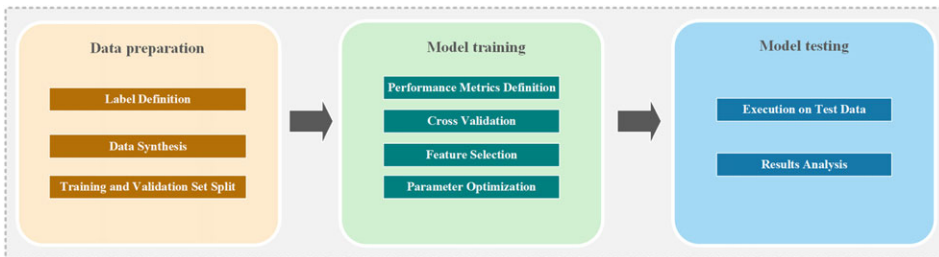 Data preparation
Label Definition
Data Synthesis
Training and Validation Set Split
Model training
Performance Metrics Definition
Cross Validation
Feature Selection
Parameter Optimization
Model testing
Execution on Test Data
Results Analysis